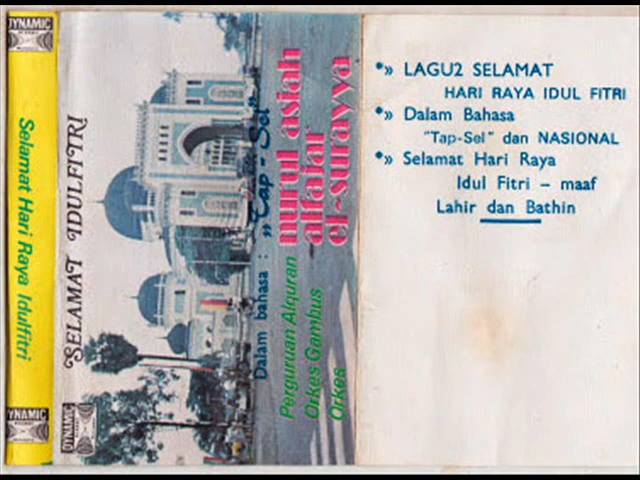 DYNAMIC
Selamat Hari Raya Idulfitri
DYNAMIC
DYNAMIC
SELAMAT IDULFITRI
Dalam bahasa : „Tap - Sel”
Perguruan Alquran nurul asiah
Orkes Gambus alfajar
Orkes el-surayya
*» LAGU2 SELAMAT
HARI RAYA IDUL FITRI
*» Dalam Bahasa
"Tap-Sel" dan NASIONAL
*» Selamat Hari Raya
Idul Fitri – maaf
Lahir dan Bathin
DYNAMIC